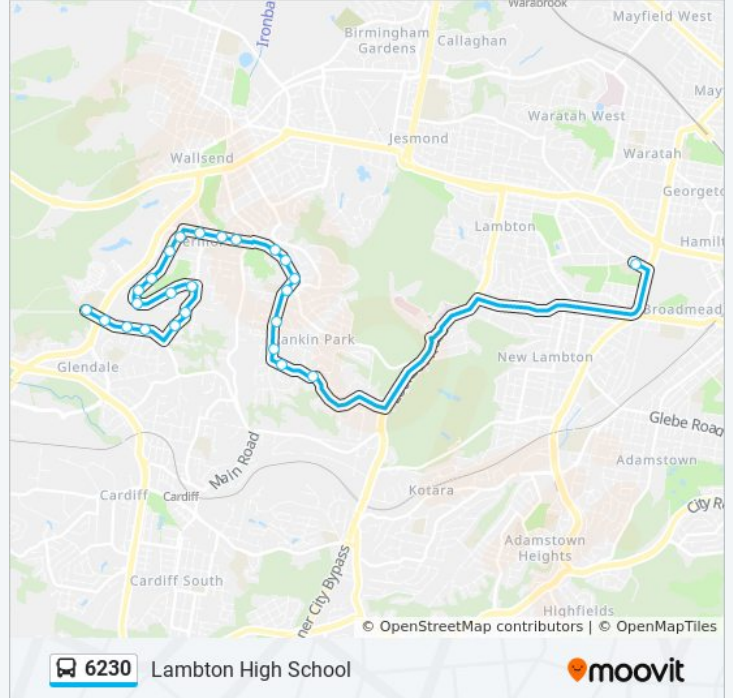 Warabrook
Mayfield West
Ironba
Birmingham
Gardens
Callaghan
May
Waratah West
Jesmond
Wallsend
Waratah
Georgeto
Lambton
Hamilt
ermon
Broadmead
Rankin Park
New Lambton
Glendale
Glebe Road
Main Road
Adamstown
Cardiff
Cardiff
Kotara
City R
Adamstown
Heights
Cardiff South
ner City Bypass
Highfields
© OpenStreetMap contributors | © OpenMapTiles
6230 Lambton High School
moovit